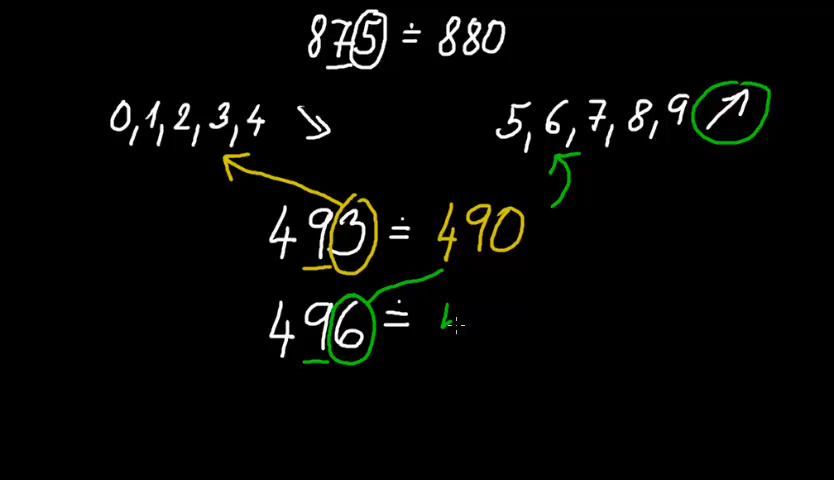 875 ≐ 880
0,1,2,3,4 ↘ 5,6,7,8,9 ↗
493 ≐ 490
496 ≐